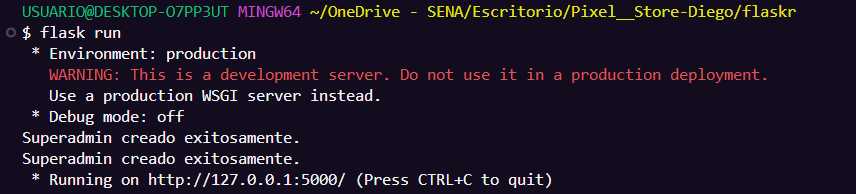 USUARIO@DESKTOP-O7PP3UT MINGW64 ~/OneDrive - SENA/Escritorio/Pixel__Store-Diego/flaskr
$ flask run
 * Environment: production
   WARNING: This is a development server. Do not use it in a production deployment.
   Use a production WSGI server instead.
 * Debug mode: off
Superadmin creado exitosamente.
Superadmin creado exitosamente.
 * Running on http://127.0.0.1:5000/ (Press CTRL+C to quit)